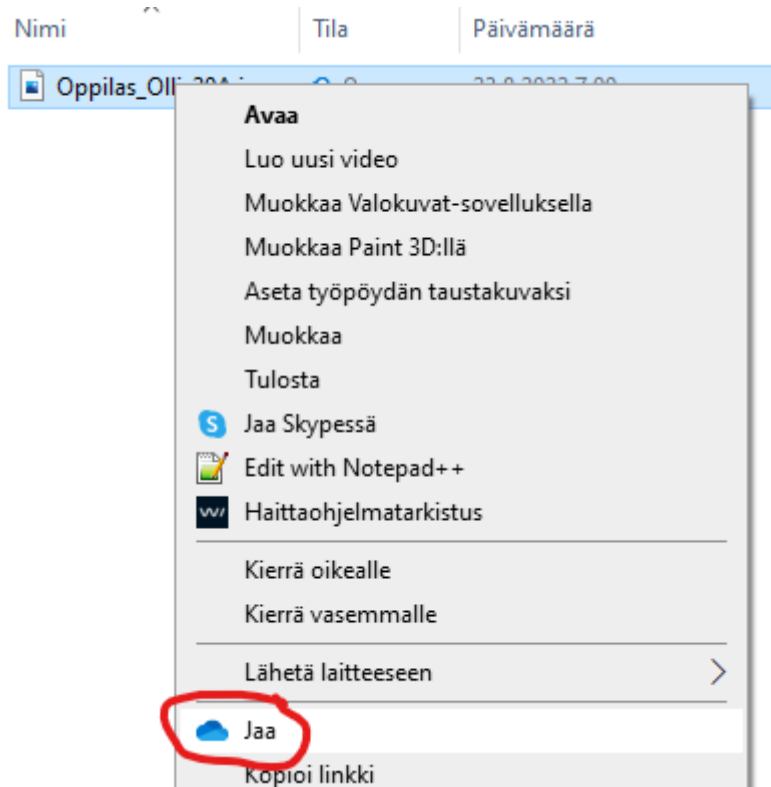 Nimi Tila Päivämäärä
Oppilas_Olli
Avaa
Luo uusi video
Muokkaa Valokuvat-sovelluksella
Muokkaa Paint 3D:llä
Aseta työpöydän taustakuvaksi
Muokkaa
Tulosta
Jaa Skypessä
Edit with Notepad++
Haittaohjelmatarkistus
Kierrä oikealle
Kierrä vasemmalle
Lähetä laitteeseen
Jaa
Kopioi linkki